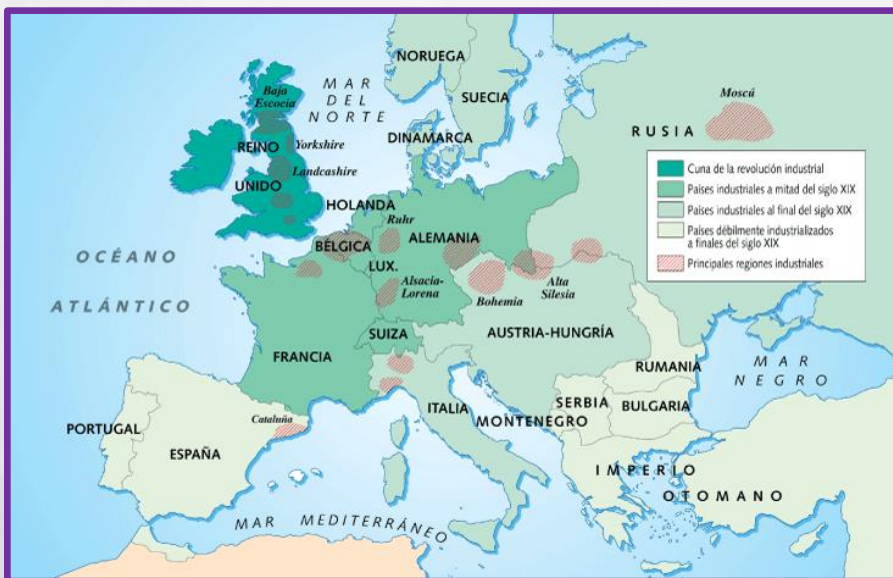 NORUEGA
SUECIA
MAR
DEL
NORTE
Baja
Escocia
DINAMARCA
Moscú
RUSIA
REINO
UNIDO
Yorkshire
Landcashire
HOLANDA
Ruhr
BÉLGICA
ALEMANIA
LUX.
Alsacia-
Lorena
Bohemia
Alta
Silesia
OCÉANO
ATLÁNTICO
FRANCIA
SUIZA
AUSTRIA-HUNGRÍA
RUMANIA
MAR
NEGRO
SERBIA
BULGARIA
MONTENEGRO
ITALIA
Cataluña
PORTUGAL
ESPAÑA
IMPERIO
OTOMANO
MAR MEDITERRÁNEO
Cuna de la revolución industrial
Países industriales a mitad del siglo XIX
Países industriales al final del siglo XIX
Países débilmente industrializados
a finales del siglo XIX
Principales regiones industriales